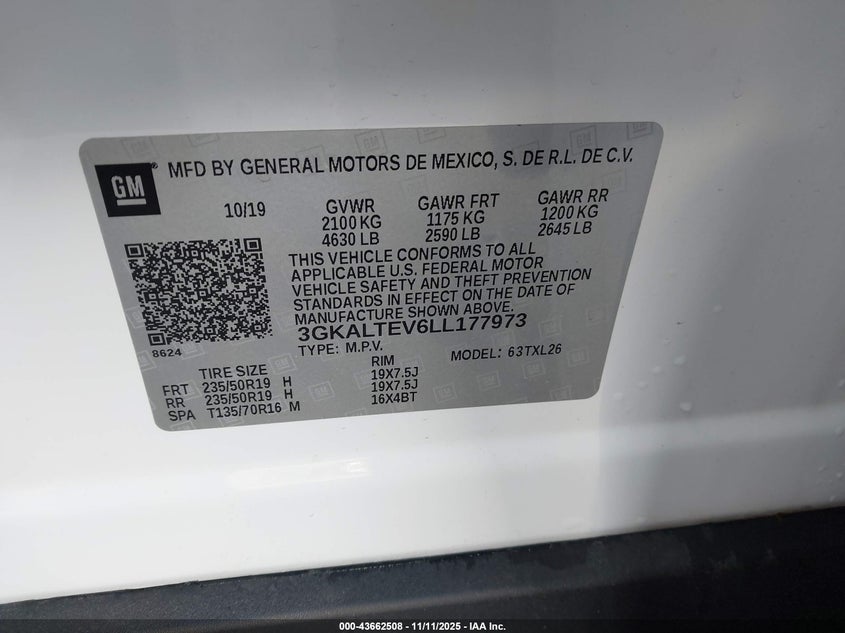 GM
MFD BY GENERAL MOTORS DE MEXICO, S. DE R.L. DE C.V.
10/19 GVWR GAWR FRT GAWR RR
2100 KG 1175 KG 1200 KG
4630 LB 2590 LB 2645 LB
THIS VEHICLE CONFORMS TO ALL
APPLICABLE U.S. FEDERAL MOTOR
VEHICLE SAFETY AND THEFT PREVENTION
STANDARDS IN EFFECT ON THE DATE OF
MANUFACTURE SHOWN ABOVE.
3GKALTEV6LL177973
8624
TYPE: M.P.V. MODEL: 63TXL26
TIRE SIZE RIM
FRT 235/50R19 H 19X7.5J
RR 235/50R19 H 19X7.5J
SPA T135/70R16 M 16X4BT
000-43662508 - 11/11/2025 - IAA Inc.